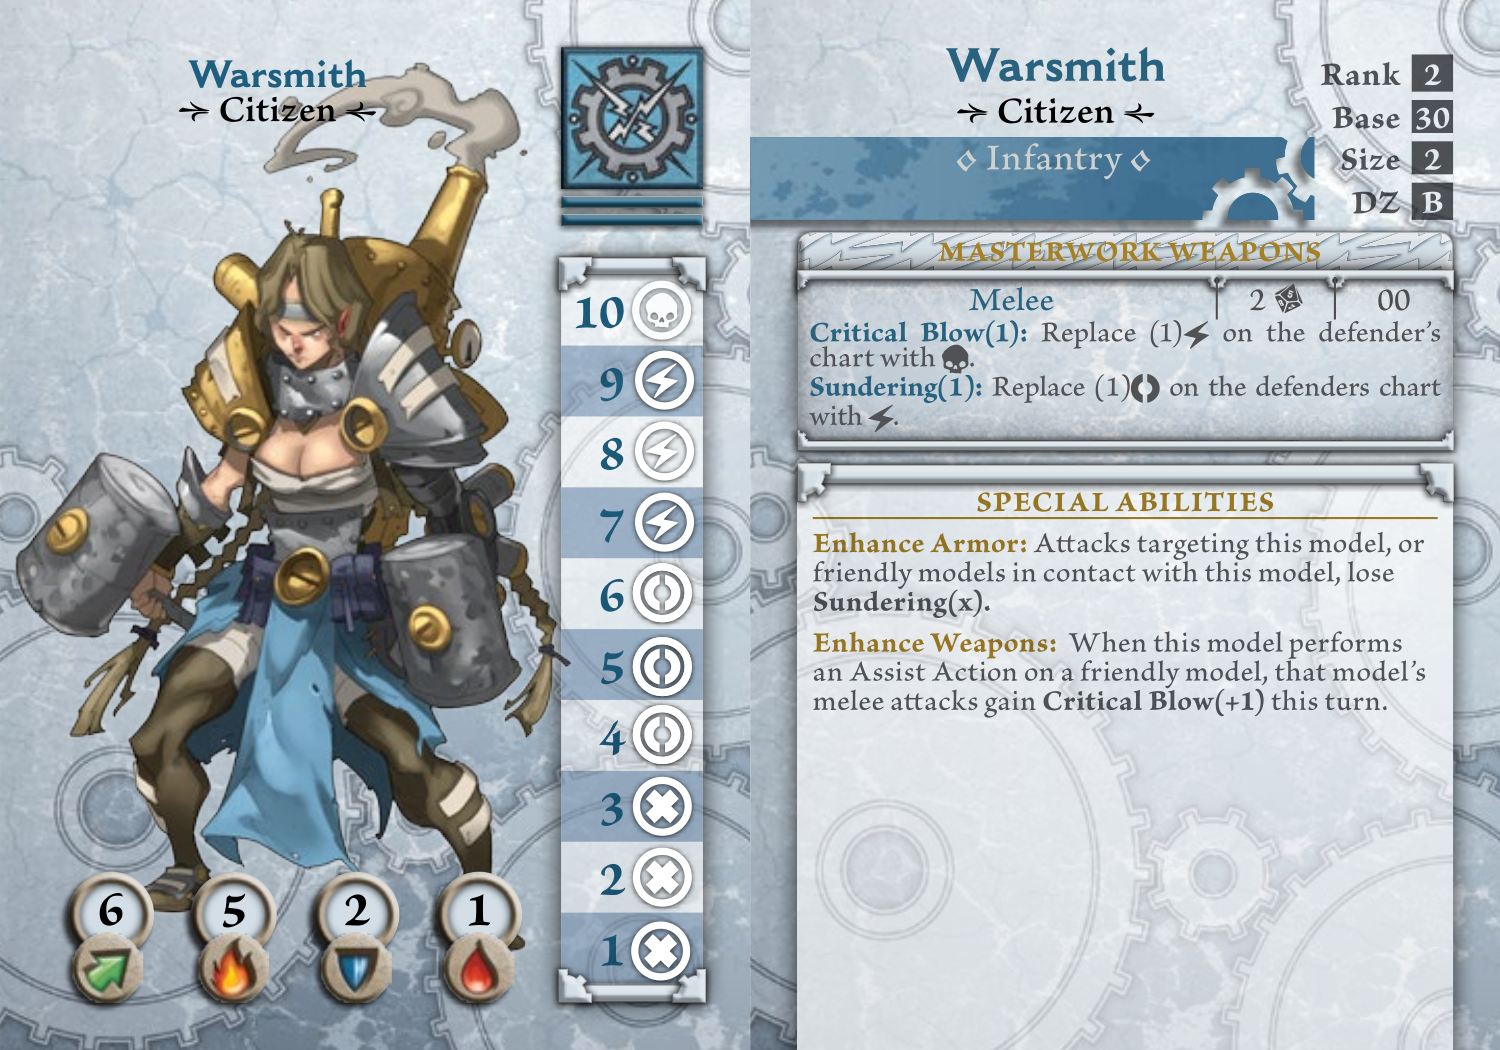 Warsmith
Citizen
10
9
8
7
6
5
4
3
2
1
6 5 2 1
Warsmith
Citizen
Infantry
Rank 2
Base 30
Size 2
DZ B
MASTERWORK WEAPONS
Melee 2 00
Critical Blow(1): Replace (1) on the defender's
chart with .
Sundering(1): Replace (1) on the defenders chart
with .
SPECIAL ABILITIES
Enhance Armor: Attacks targeting this model, or
friendly models in contact with this model, lose
Sundering(x).
Enhance Weapons: When this model performs
an Assist Action on a friendly model, that model's
melee attacks gain Critical Blow(+1) this turn.